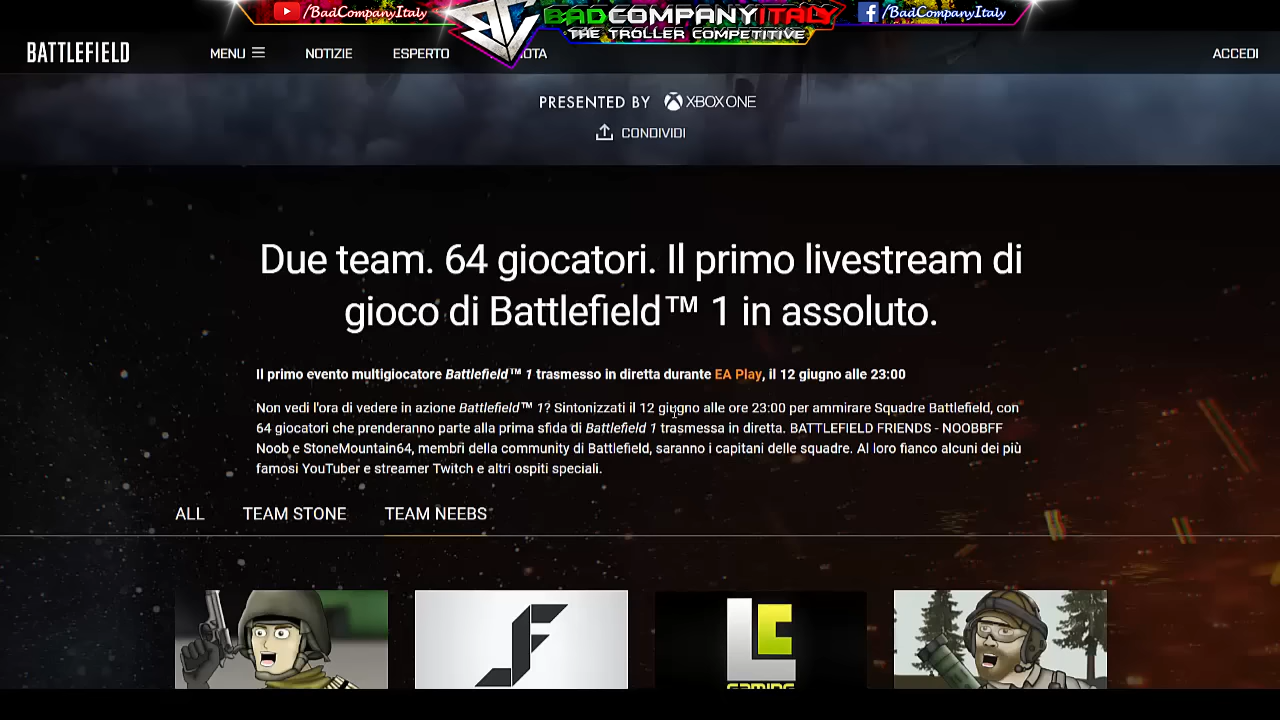 /BadCompanyItaly
BADCOMPANYITALY
/BadCompanyItaly
THE TROLLER COMPETITIVE
BATTLEFIELD
MENU
NOTIZIE
ESPERTO
ACCEDI
PRESENTED BY XBOX ONE
CONDIVIDI
Due team. 64 giocatori. Il primo livestream di
gioco di Battlefield™ 1 in assoluto.
Il primo evento multigiocatore Battlefield™ 1 trasmesso in diretta durante EA Play, il 12 giugno alle 23:00
Non vedi l'ora di vedere in azione Battlefield™ 1? Sintonizzati il 12 giugno alle ore 23:00 per ammirare Squadre Battlefield, con
64 giocatori che prenderanno parte alla prima sfida di Battlefield 1 trasmessa in diretta. BATTLEFIELD FRIENDS - NOOBBFF
Noob e StoneMountain64, membri della community di Battlefield, saranno i capitani delle squadre. Al loro fianco alcuni dei più
famosi YouTuber e streamer Twitch e altri ospiti speciali.
ALL
TEAM STONE
TEAM NEEBS
LC
GAMING